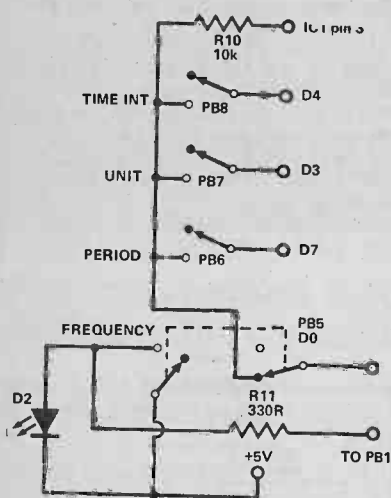 R10
10k
TIME INT
PB8
D4
UNIT
PB7
D3
PERIOD
PB6
D7
FREQUENCY
PB5
D0
D2
R11
330R
+5V
TO PB1